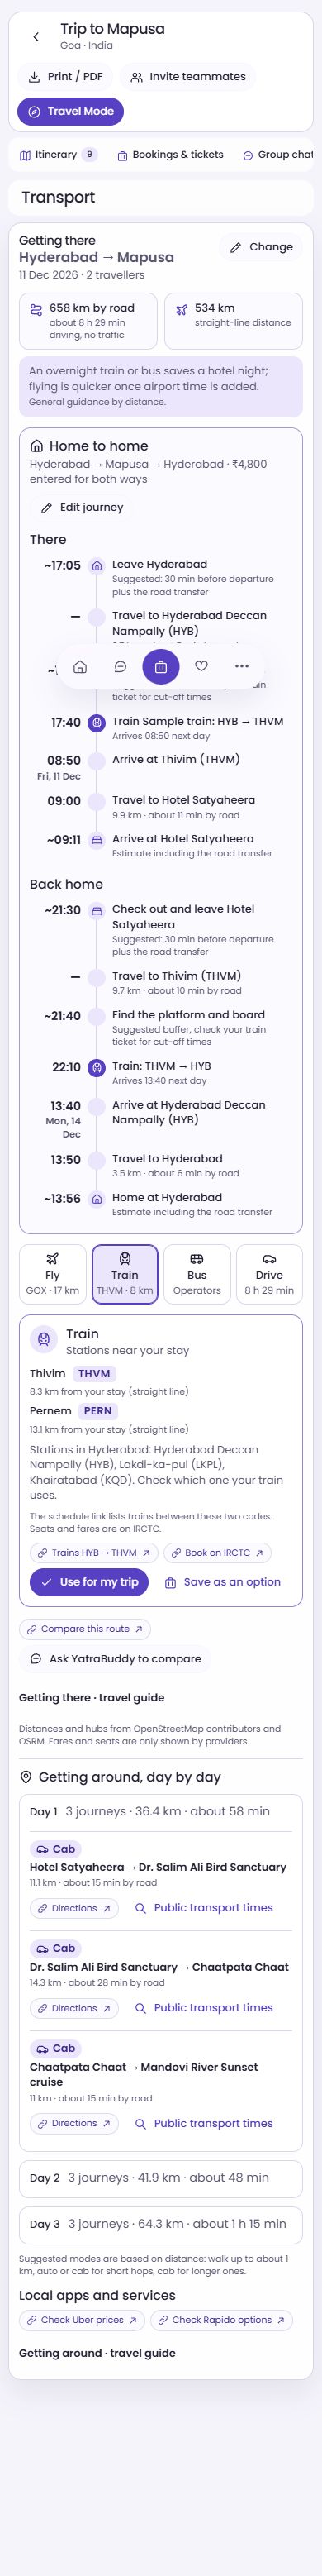 Trip to Mapusa
Goa · India
Print / PDF
Invite teammates
Travel Mode
Itinerary 9
Bookings & tickets
Group chat
Transport
Getting there
Hyderabad → Mapusa
11 Dec 2026 · 2 travellers
Change
658 km by road
about 8 h 29 min
driving, no traffic
534 km
straight-line distance
An overnight train or bus saves a hotel night;
flying is quicker once airport time is added.
General guidance by distance.
Home to home
Hyderabad → Mapusa → Hyderabad · ₹4,800
entered for both ways
Edit journey
There
~17:05
Leave Hyderabad
Suggested: 30 min before departure
plus the road transfer
—
Travel to Hyderabad Deccan
Nampally (HYB)
ticket for cut-off times
17:40
Train Sample train: HYB → THVM
Arrives 08:50 next day
08:50
Fri, 11 Dec
Arrive at Thivim (THVM)
09:00
Travel to Hotel Satyaheera
9.9 km · about 11 min by road
~09:11
Arrive at Hotel Satyaheera
Estimate including the road transfer
Back home
~21:30
Check out and leave Hotel
Satyaheera
Suggested: 30 min before departure
plus the road transfer
—
Travel to Thivim (THVM)
9.7 km · about 10 min by road
~21:40
Find the platform and board
Suggested buffer; check your train
ticket for cut-off times
22:10
Train: THVM → HYB
Arrives 13:40 next day
13:40
Mon, 14
Dec
Arrive at Hyderabad Deccan
Nampally (HYB)
13:50
Travel to Hyderabad
3.5 km · about 6 min by road
~13:56
Home at Hyderabad
Estimate including the road transfer
Fly
GOX · 17 km
Train
THVM · 8 km
Bus
Operators
Drive
8 h 29 min
Train
Stations near your stay
Thivim THVM
8.3 km from your stay (straight line)
Pernem PERN
13.1 km from your stay (straight line)
Stations in Hyderabad: Hyderabad Deccan
Nampally (HYB), Lakdi-ka-pul (LKPL),
Khairatabad (KQD). Check which one your train
uses.
The schedule link lists trains between these two codes.
Seats and fares are on IRCTC.
Trains HYB → THVM ↗
Book on IRCTC ↗
Use for my trip
Save as an option
Compare this route ↗
Ask YatraBuddy to compare
Getting there · travel guide
Distances and hubs from OpenStreetMap contributors and
OSRM. Fares and seats are only shown by providers.
Getting around, day by day
Day 1 3 journeys · 36.4 km · about 58 min
Cab
Hotel Satyaheera → Dr. Salim Ali Bird Sanctuary
11.1 km · about 15 min by road
Directions ↗
Public transport times
Cab
Dr. Salim Ali Bird Sanctuary → Chaatpata Chaat
14.3 km · about 28 min by road
Directions ↗
Public transport times
Cab
Chaatpata Chaat → Mandovi River Sunset
cruise
11 km · about 15 min by road
Directions ↗
Public transport times
Day 2 3 journeys · 41.9 km · about 48 min
Day 3 3 journeys · 64.3 km · about 1 h 15 min
Suggested modes are based on distance: walk up to about 1
km, auto or cab for short hops, cab for longer ones.
Local apps and services
Check Uber prices ↗
Check Rapido options ↗
Getting around · travel guide